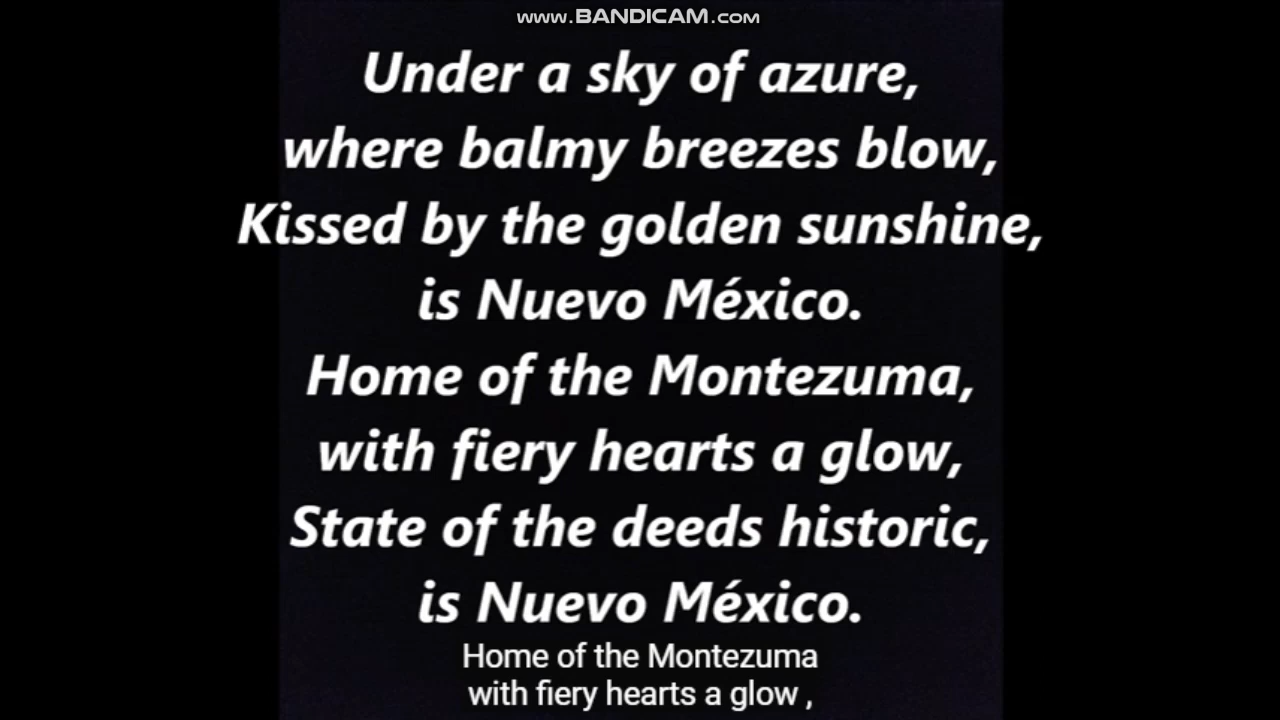 www.BANDICAM.com
Under a sky of azure,
where balmy breezes blow,
Kissed by the golden sunshine,
is Nuevo México.
Home of the Montezuma,
with fiery hearts a glow,
State of the deeds historic,
is Nuevo México.
Home of the Montezuma
with fiery hearts a glow ,